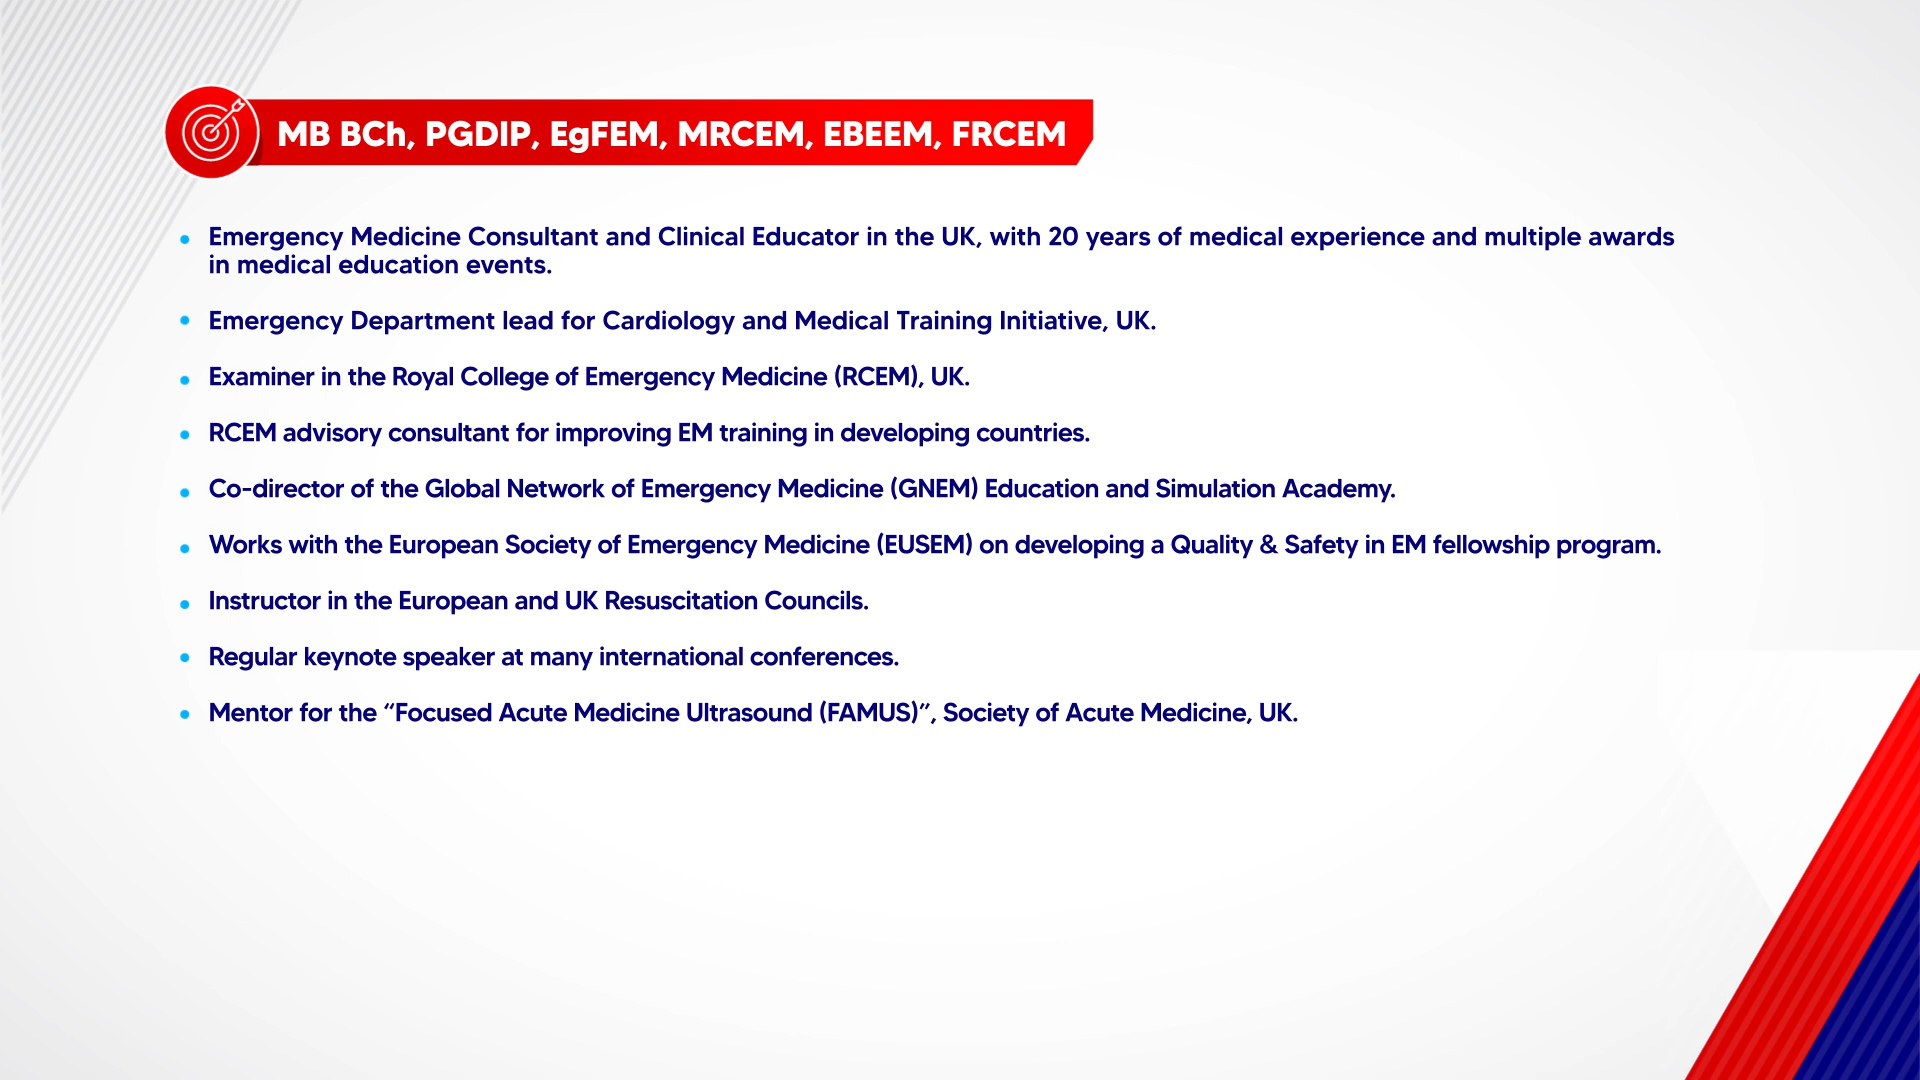 MB BCh, PGDIP, EgFEM, MRCEM, EBEEM, FRCEM
• Emergency Medicine Consultant and Clinical Educator in the UK, with 20 years of medical experience and multiple awards
in medical education events.
• Emergency Department lead for Cardiology and Medical Training Initiative, UK.
• Examiner in the Royal College of Emergency Medicine (RCEM), UK.
• RCEM advisory consultant for improving EM training in developing countries.
• Co-director of the Global Network of Emergency Medicine (GNEM) Education and Simulation Academy.
• Works with the European Society of Emergency Medicine (EUSEM) on developing a Quality & Safety in EM fellowship program.
• Instructor in the European and UK Resuscitation Councils.
• Regular keynote speaker at many international conferences.
• Mentor for the “Focused Acute Medicine Ultrasound (FAMUS)”, Society of Acute Medicine, UK.